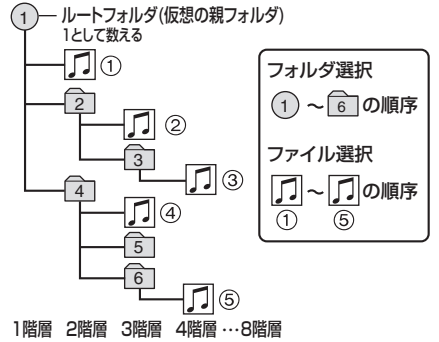 1 ルートフォルダ(仮想の親フォルダ)
1として数える
①
2
②
3
③
4
④
5
6
⑤
1階層 2階層 3階層 4階層 …8階層
フォルダ選択
1 ～ 6 の順序
ファイル選択
～ の順序
① ⑤